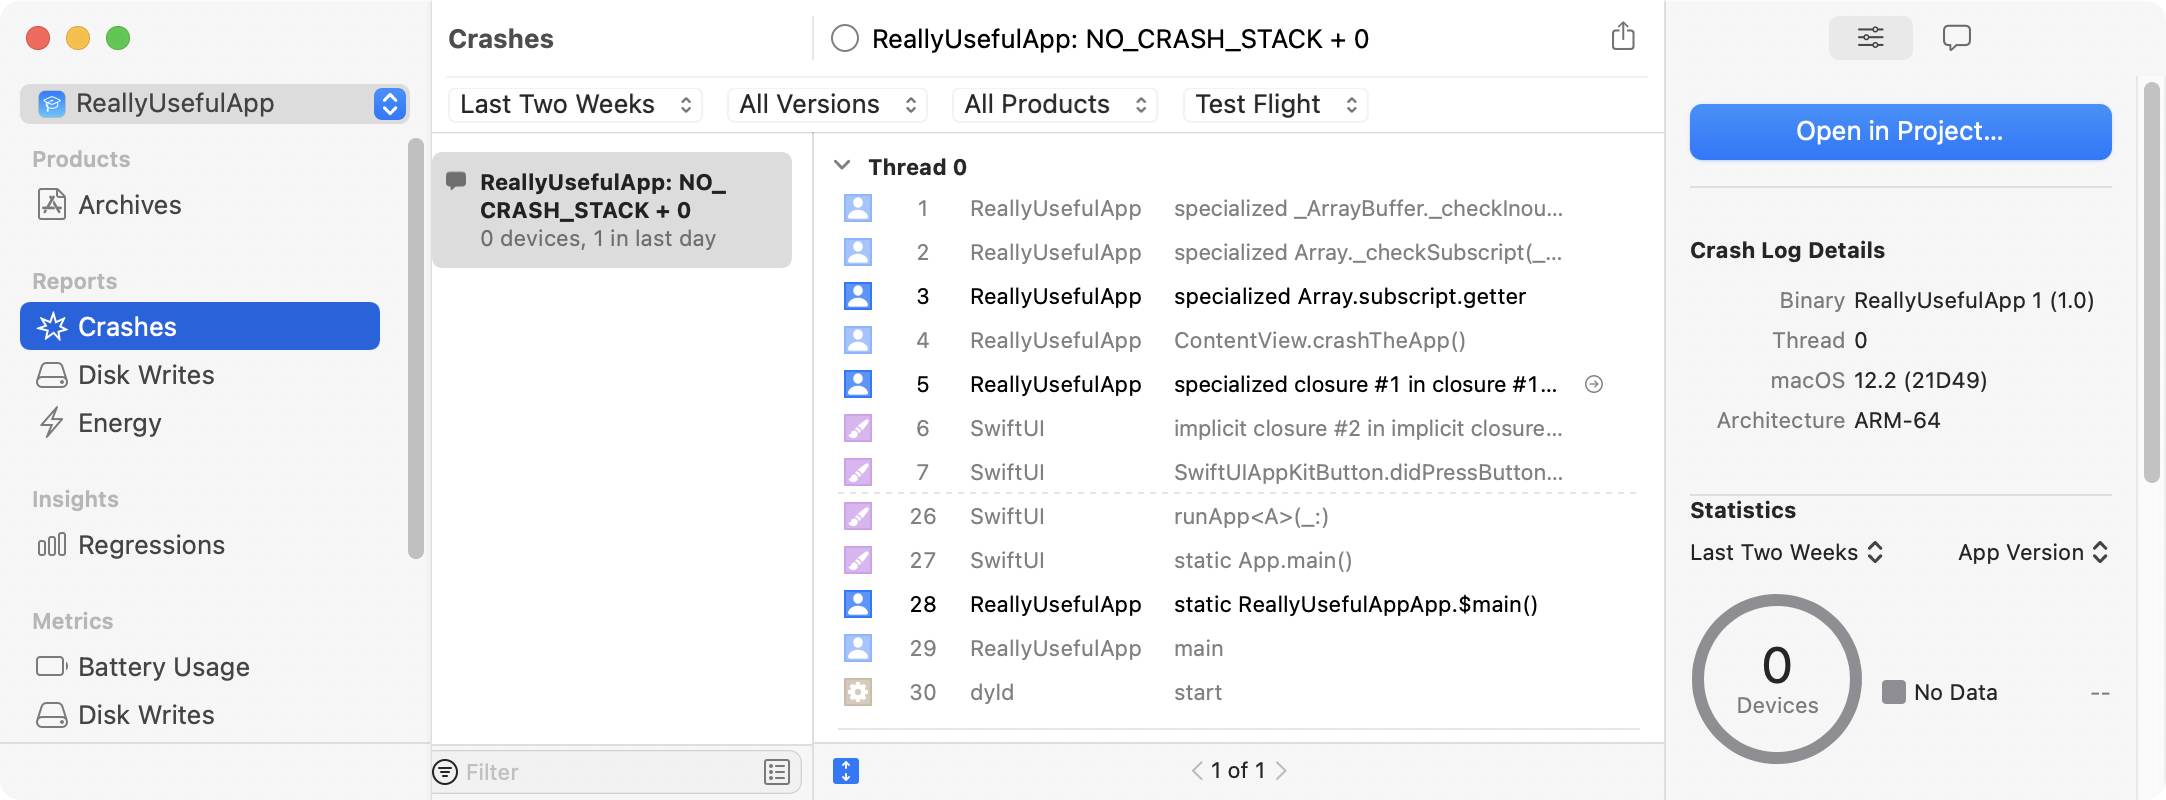 ReallyUsefulApp
Products
Archives
Reports
Crashes
Disk Writes
Energy
Insights
Regressions
Metrics
Battery Usage
Disk Writes
Crashes
ReallyUsefulApp: NO_CRASH_STACK + 0
Last Two Weeks
All Versions
All Products
Test Flight
ReallyUsefulApp: NO_
CRASH_STACK + 0
0 devices, 1 in last day
Filter
Thread 0
1 ReallyUsefulApp specialized _ArrayBuffer._checkInou...
2 ReallyUsefulApp specialized Array._checkSubscript(_...
3 ReallyUsefulApp specialized Array.subscript.getter
4 ReallyUsefulApp ContentView.crashTheApp()
5 ReallyUsefulApp specialized closure #1 in closure #1...
6 SwiftUI implicit closure #2 in implicit closure...
7 SwiftUI SwiftUIAppKitButton.didPressButton...
26 SwiftUI runApp<A>(_:)
27 SwiftUI static App.main()
28 ReallyUsefulApp static ReallyUsefulAppApp.$main()
29 ReallyUsefulApp main
30 dyld start
1 of 1
Open in Project...
Crash Log Details
Binary ReallyUsefulApp 1 (1.0)
Thread 0
macOS 12.2 (21D49)
Architecture ARM-64
Statistics
Last Two Weeks
App Version
0
Devices
No Data --